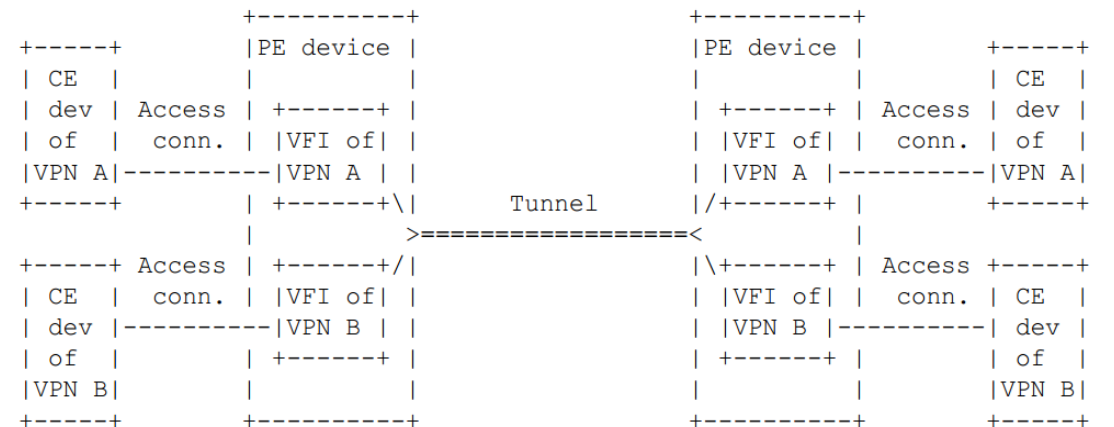 +----------+                             +----------+
+-----+        |PE device |                             |PE device |        +-----+
| CE  |        |          |                             |          |        | CE  |
| dev | Access | +------+ |                             | +------+ | Access | dev |
| of  |  conn. | |VFI of| |                             | |VFI of| |  conn. | of  |
|VPN A|----------|VPN A | |                             | |VPN A |----------|VPN A|
+-----+        | +------+\|      Tunnel      |/+------+ |        +-----+
|          >==================<          |
+-----+ Access | +------+/|                  |\+------+ | Access +-----+
| CE  |  conn. | |VFI of| |                  | |VFI of| |  conn. | CE  |
| dev |----------|VPN B | |                  | |VPN B |----------| dev |
| of  |        | +------+ |                  | +------+ |        | of  |
|VPN B|        |          |                  |          |        |VPN B|
+-----+        +----------+                  +----------+        +-----+